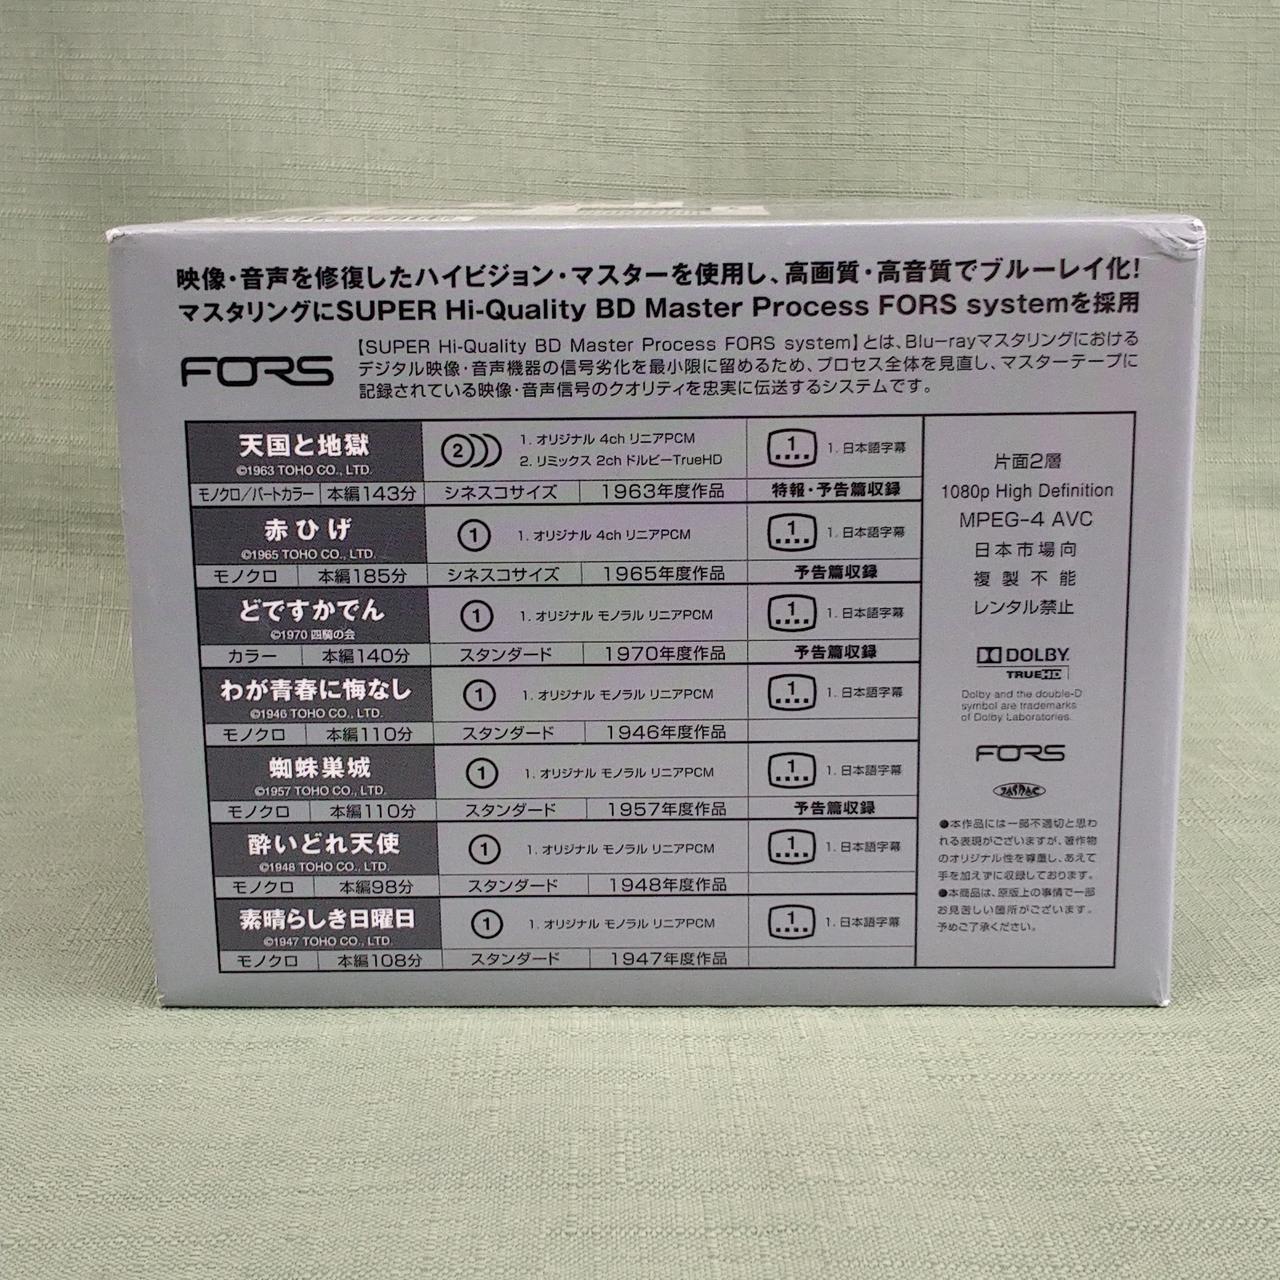 映像・音声を修復したハイビジョン・マスターを使用し、高画質・高音質でブルーレイ化!
マスタリングにSUPER Hi-Quality BD Master Process FORS systemを採用
FORS
【SUPER Hi-Quality BD Master Process FORS system】とは、Blu-rayマスタリングにおける
デジタル映像・音声機器の信号劣化を最小限に留めるため、プロセス全体を見直し、マスターテープに
記録されている映像・音声信号のクオリティを忠実に伝送するシステムです。
天国と地獄
©1963 TOHO CO., LTD.
2
1. オリジナル 4ch リニアPCM
2. リミックス 2ch ドルビーTrueHD
1
1. 日本語字幕
モノクロ/パートカラー 本編143分 シネスコサイズ 1963年度作品 特報・予告篇収録
赤ひげ
©1965 TOHO CO., LTD.
1
1. オリジナル 4ch リニアPCM
1
1. 日本語字幕
モノクロ 本編185分 シネスコサイズ 1965年度作品 予告篇収録
どですかでん
©1970 四騎の会
1
1. オリジナル モノラル リニアPCM
1
1. 日本語字幕
カラー 本編140分 スタンダード 1970年度作品 予告篇収録
わが青春に悔なし
©1946 TOHO CO., LTD.
1
1. オリジナル モノラル リニアPCM
1
1. 日本語字幕
モノクロ 本編110分 スタンダード 1946年度作品
蜘蛛巣城
©1957 TOHO CO., LTD.
1
1. オリジナル モノラル リニアPCM
1
1. 日本語字幕
モノクロ 本編110分 スタンダード 1957年度作品 予告篇収録
酔いどれ天使
©1948 TOHO CO., LTD.
1
1. オリジナル モノラル リニアPCM
1
1. 日本語字幕
モノクロ 本編98分 スタンダード 1948年度作品
素晴らしき日曜日
©1947 TOHO CO., LTD.
1
1. オリジナル モノラル リニアPCM
1
1. 日本語字幕
モノクロ 本編108分 スタンダード 1947年度作品
片面2層
1080p High Definition
MPEG-4 AVC
日本市場向
複製不能
レンタル禁止
DOLBY
TRUEHD
Dolby and the double-D
symbol are trademarks
of Dolby Laboratories.
FORS
JASRAC
●本作品には一部不適切と思わ
れる表現がございますが、著作物
のオリジナル性を尊重し、あえて
手を加えずに収録しております。
●本商品は、原版上の事情で一部
お見苦しい箇所がございます。
予めご了承ください。